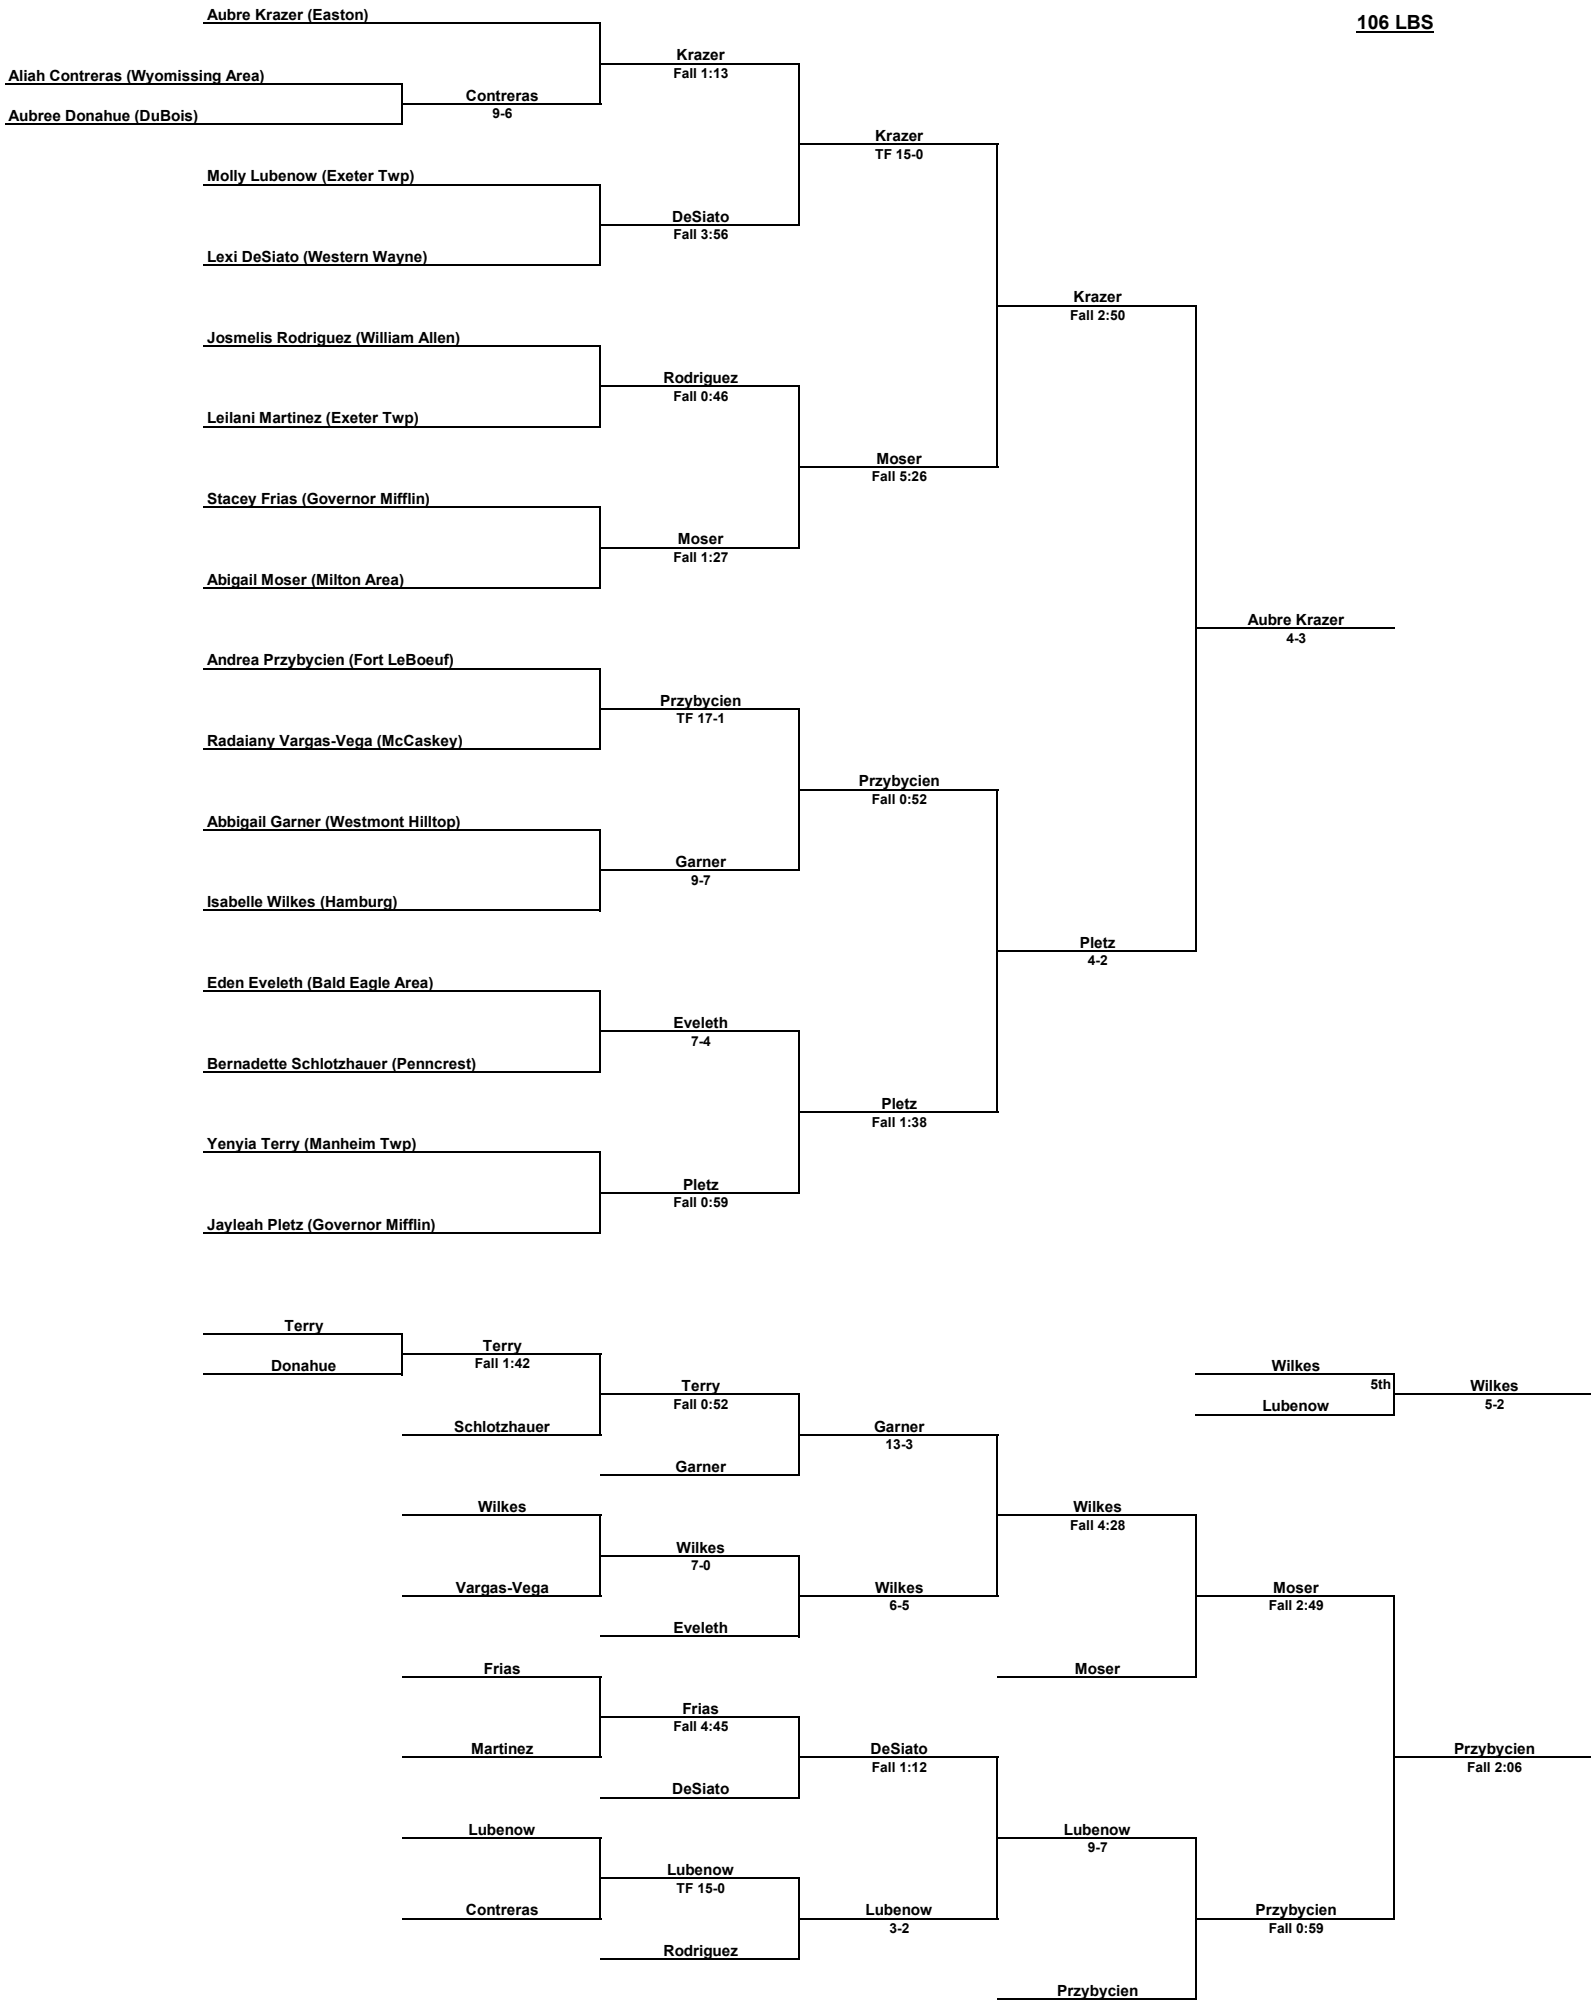 106 LBS
Aubre Krazer (Easton)
Krazer
Fall 1:13
Aliah Contreras (Wyomissing Area)
Contreras
9-6
Aubree Donahue (DuBois)
Krazer
TF 15-0
Molly Lubenow (Exeter Twp)
DeSiato
Fall 3:56
Lexi DeSiato (Western Wayne)
Krazer
Fall 2:50
Josmelis Rodriguez (William Allen)
Rodriguez
Fall 0:46
Leilani Martinez (Exeter Twp)
Moser
Fall 5:26
Stacey Frias (Governor Mifflin)
Moser
Fall 1:27
Abigail Moser (Milton Area)
Aubre Krazer
4-3
Andrea Przybycien (Fort LeBoeuf)
Przybycien
TF 17-1
Radaiany Vargas-Vega (McCaskey)
Przybycien
Fall 0:52
Abbigail Garner (Westmont Hilltop)
Garner
9-7
Isabelle Wilkes (Hamburg)
Pletz
4-2
Eden Eveleth (Bald Eagle Area)
Eveleth
7-4
Bernadette Schlotzhauer (Penncrest)
Pletz
Fall 1:38
Yenyia Terry (Manheim Twp)
Pletz
Fall 0:59
Jayleah Pletz (Governor Mifflin)
Terry
Terry
Fall 1:42
Donahue
Wilkes
5th
Wilkes
5-2
Lubenow
Terry
Fall 0:52
Schlotzhauer
Garner
13-3
Garner
Wilkes
Wilkes
Fall 4:28
Wilkes
7-0
Vargas-Vega
Wilkes
6-5
Moser
Fall 2:49
Eveleth
Frias
Moser
Frias
Fall 4:45
Martinez
DeSiato
Fall 1:12
Przybycien
Fall 2:06
DeSiato
Lubenow
Lubenow
9-7
Lubenow
TF 15-0
Contreras
Lubenow
3-2
Przybycien
Fall 0:59
Rodriguez
Przybycien